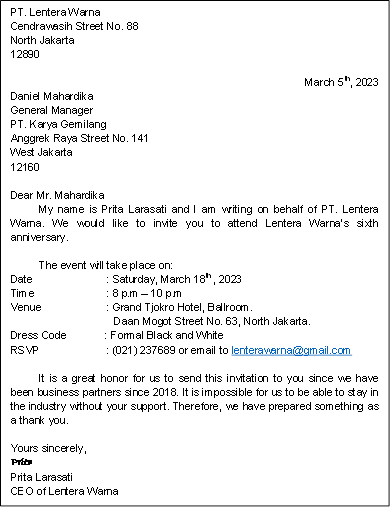 PT. Lentera Warna
Cendrawasih Street No. 88
North Jakarta
12890
March 5th, 2023
Daniel Mahardika
General Manager
PT. Karya Gemilang
Anggrek Raya Street No. 141
West Jakarta
12160
Dear Mr. Mahardika
My name is Prita Larasati and I am writing on behalf of PT. Lentera
Warna. We would like to invite you to attend Lentera Warna's sixth
anniversary.
The event will take place on:
Date : Saturday, March 18th, 2023
Time : 8 p.m – 10 p.m
Venue : Grand Tjokro Hotel, Ballroom.
Daan Mogot Street No. 63, North Jakarta.
Dress Code : Formal Black and White
RSVP : (021) 237689 or email to lenterawarna@gmail.com
It is a great honor for us to send this invitation to you since we have
been business partners since 2018. It is impossible for us to be able to stay in
the industry without your support. Therefore, we have prepared something as
a thank you.
Yours sincerely,
Prita
Prita Larasati
CEO of Lentera Warna